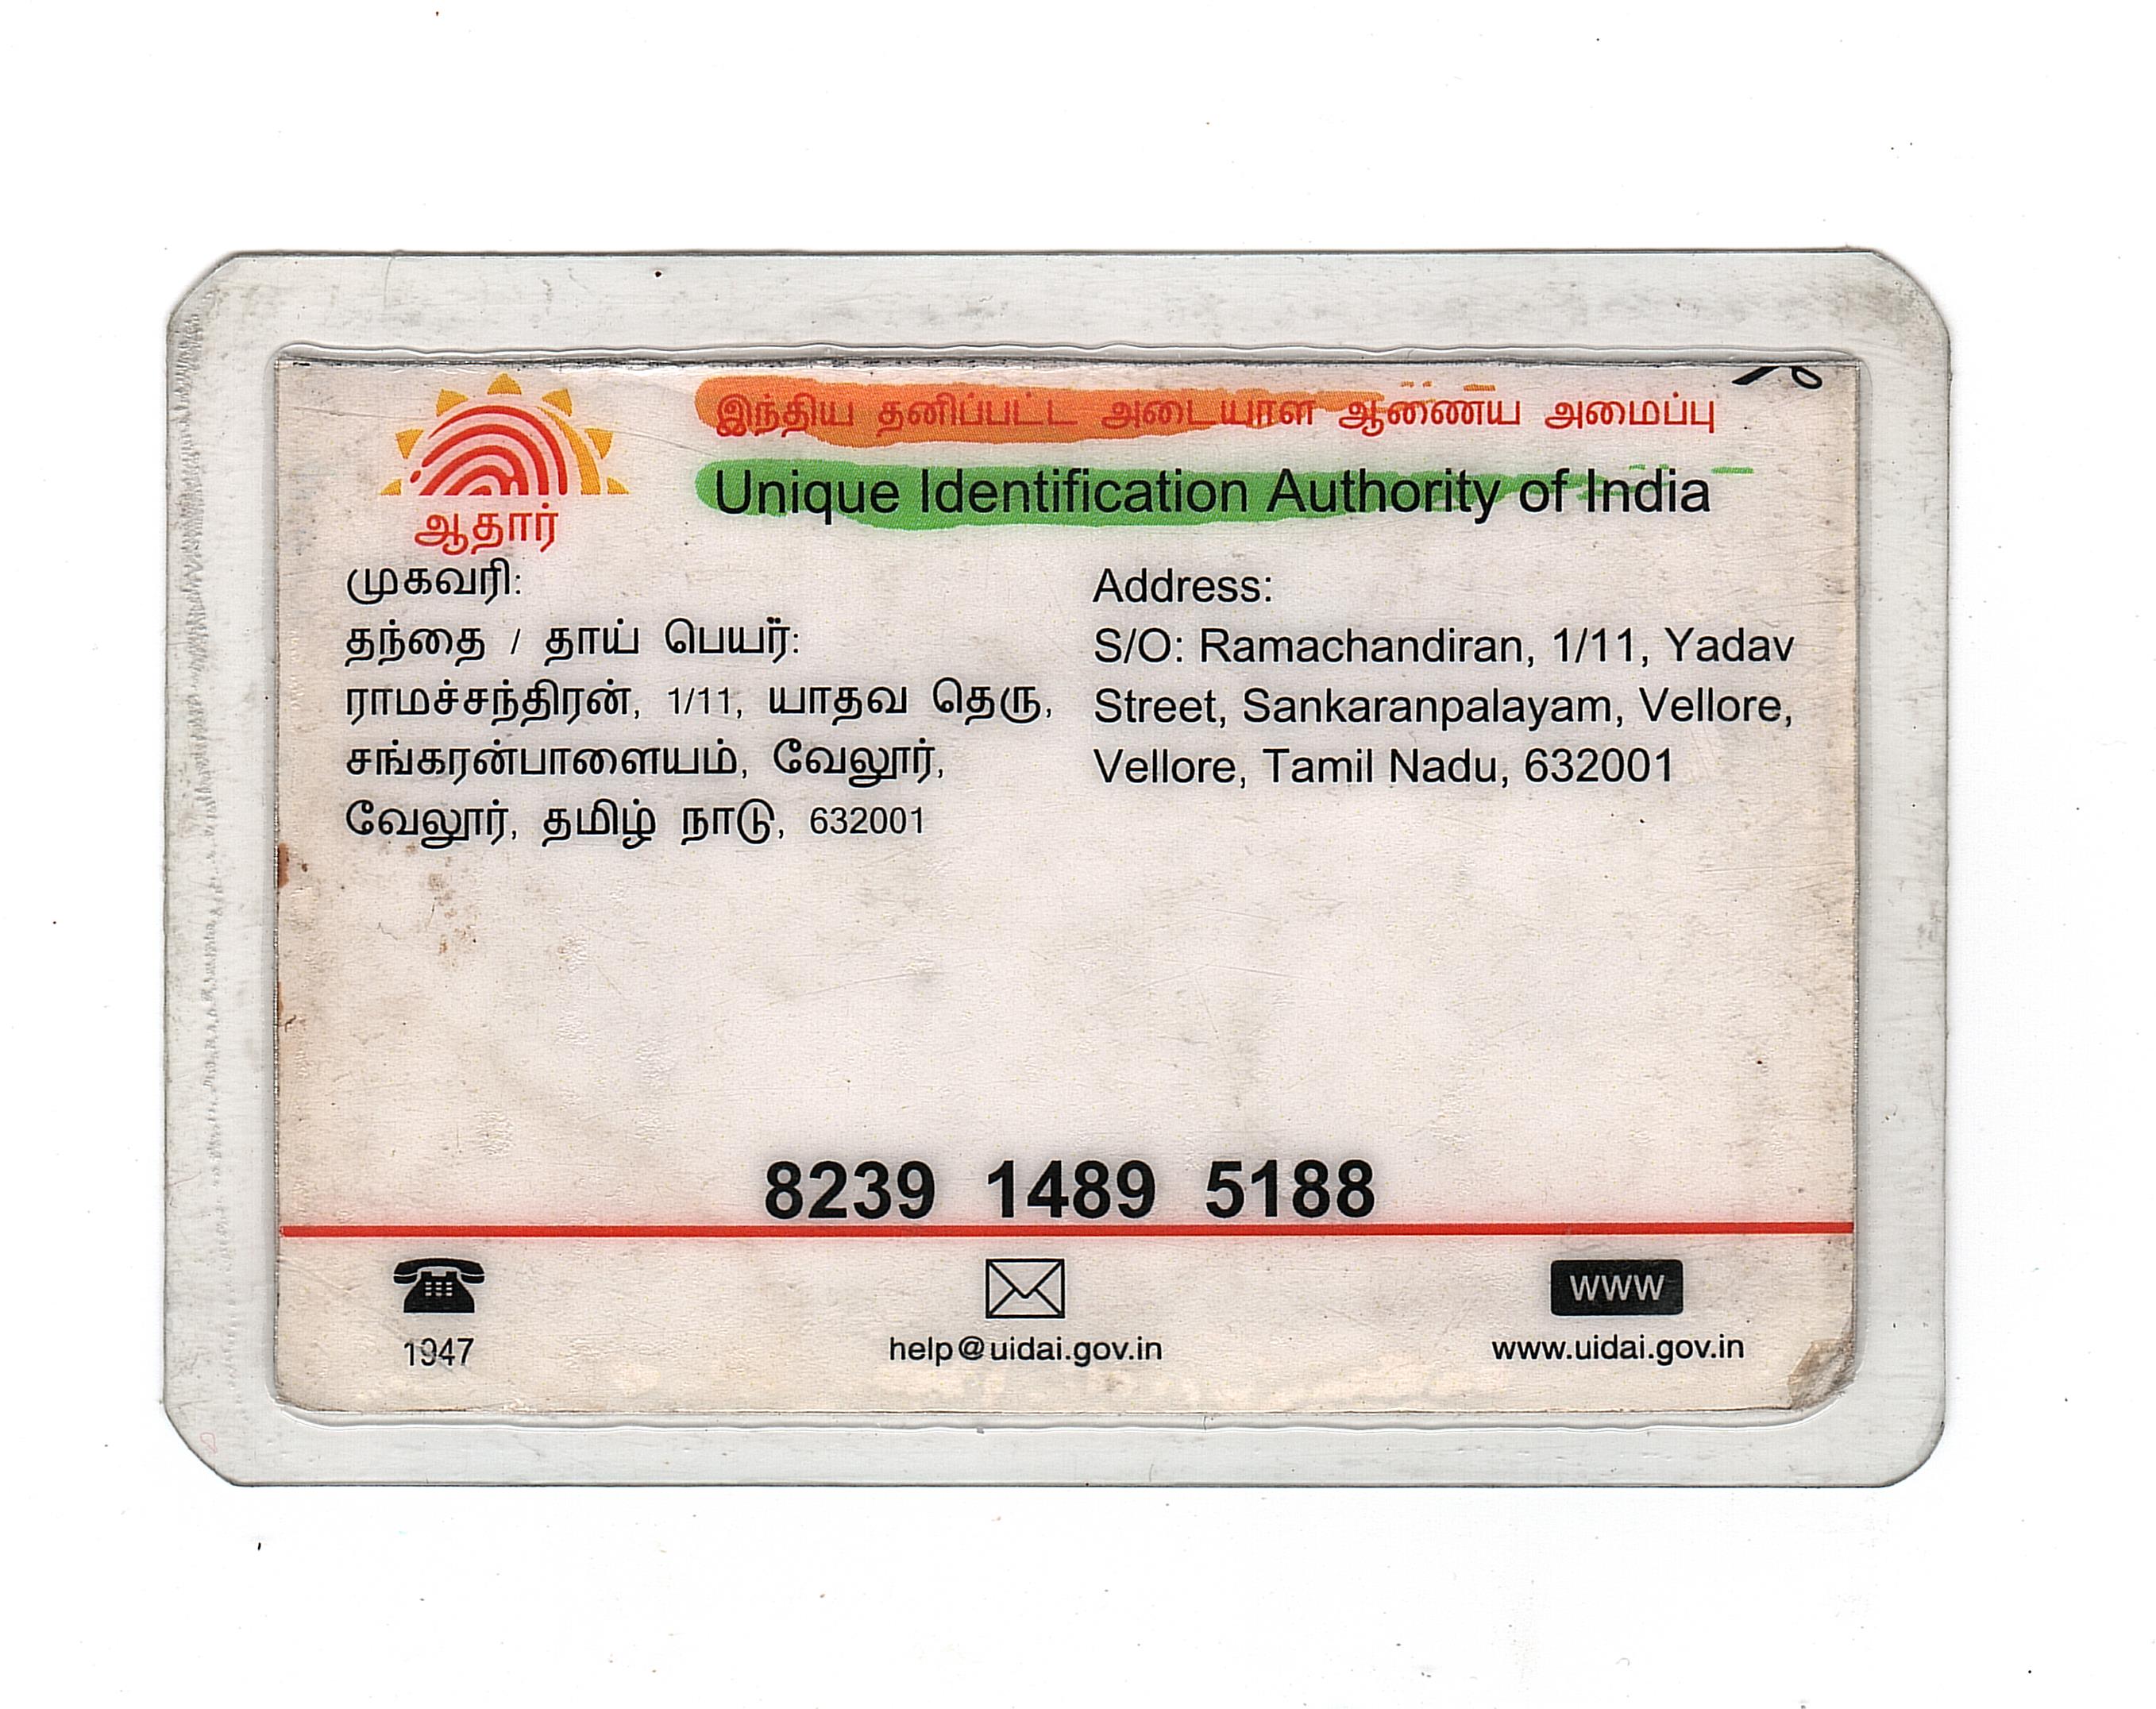 இந்திய தனிப்பட்ட அடையாள ஆணைய அமைப்பு
Unique Identification Authority of India
ஆதார்
முகவரி:
தந்தை / தாய் பெயர்:
ராமச்சந்திரன், 1/11, யாதவ தெரு,
சங்கரன்பாளையம், வேலூர்,
வேலூர், தமிழ் நாடு, 632001
Address:
S/O: Ramachandiran, 1/11, Yadav
Street, Sankaranpalayam, Vellore,
Vellore, Tamil Nadu, 632001
8239 1489 5188
1947
help@uidai.gov.in
www
www.uidai.gov.in